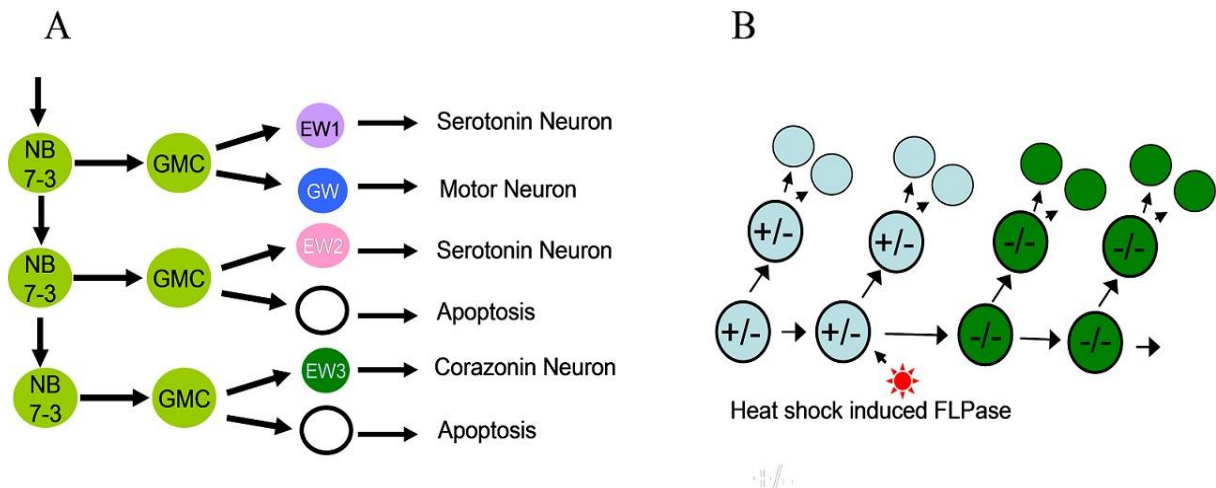 A
NB
7-3
GMC
EW1
Serotonin Neuron
GW
Motor Neuron
NB
7-3
GMC
EW2
Serotonin Neuron
Apoptosis
NB
7-3
GMC
EW3
Corazonin Neuron
Apoptosis
B
+/-
+/-
-/-
-/-
+/-
+/-
-/-
-/-
Heat shock induced FLPase
+/-